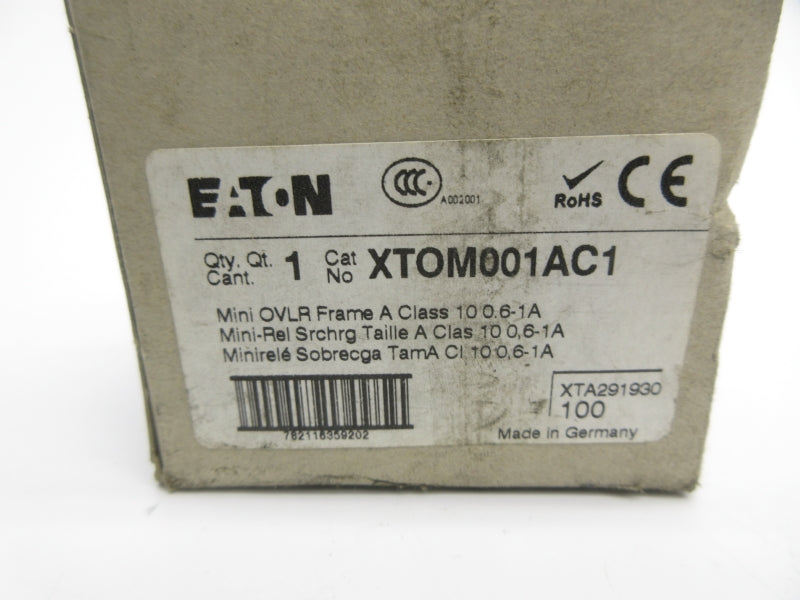 EATON
CCC
A002001
RoHS CE
Qty. Qt. 1 Cat XTOM001AC1
Cant. No
Mini OVLR Frame A Class 10 0.6-1A
Mini-Rel Srchrg Taille A Clas 10 0,6-1A
Minirelé Sobrecga TamA Cl 10 0,6-1A
XTA291930
100
782116359202
Made in Germany